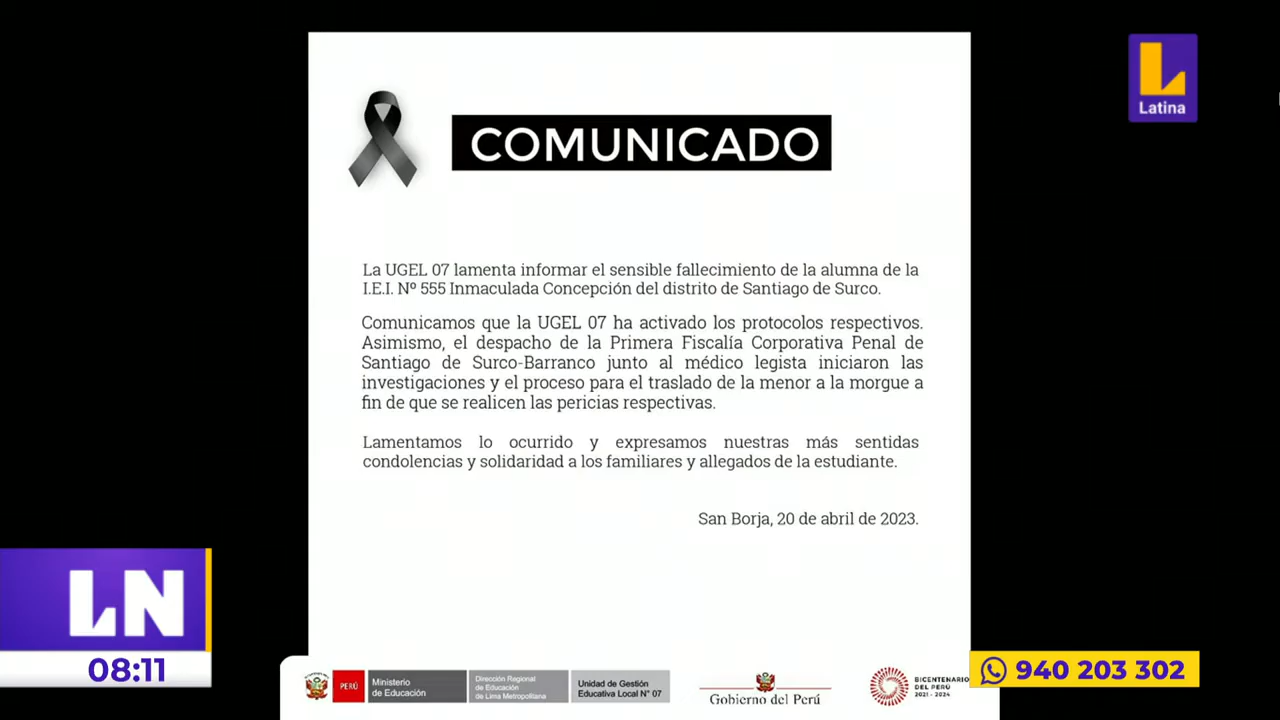 Latina
COMUNICADO
La UGEL 07 lamenta informar el sensible fallecimiento de la alumna de la
I.E.I. Nº 555 Inmaculada Concepción del distrito de Santiago de Surco.
Comunicamos que la UGEL 07 ha activado los protocolos respectivos.
Asimismo, el despacho de la Primera Fiscalía Corporativa Penal de
Santiago de Surco-Barranco junto al médico legista iniciaron las
investigaciones y el proceso para el traslado de la menor a la morgue a
fin de que se realicen las pericias respectivas.
Lamentamos lo ocurrido y expresamos nuestras más sentidas
condolencias y solidaridad a los familiares y allegados de la estudiante.
San Borja, 20 de abril de 2023.
LN
08:11
PERÚ
Ministerio
de Educación
Dirección Regional
de Educación
de Lima Metropolitana
Unidad de Gestión
Educativa Local N° 07
Gobierno del Perú
BICENTENARIO
DEL PERÚ
2021 - 2024
940 203 302